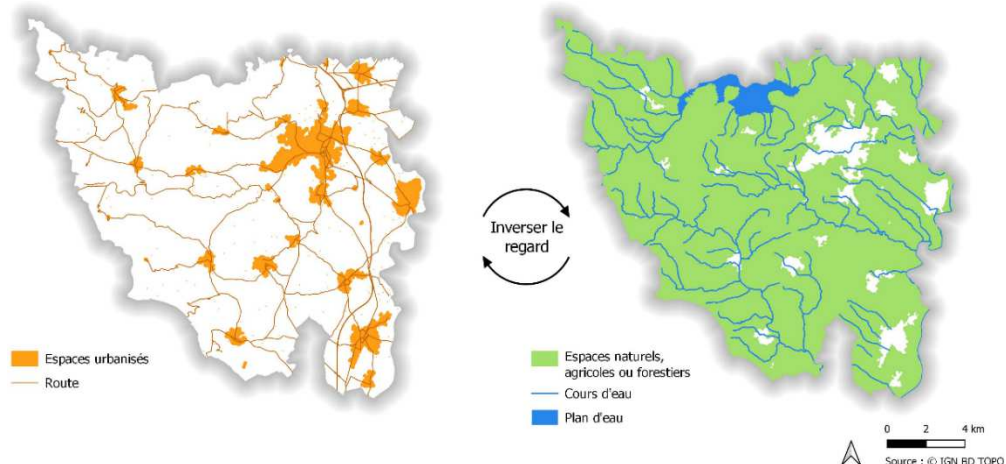 Espaces urbanisés
Route
Inverser le
regard
Espaces naturels,
agricoles ou forestiers
Cours d'eau
Plan d'eau
0 2 4 km
Source : © IGN BD TOPO